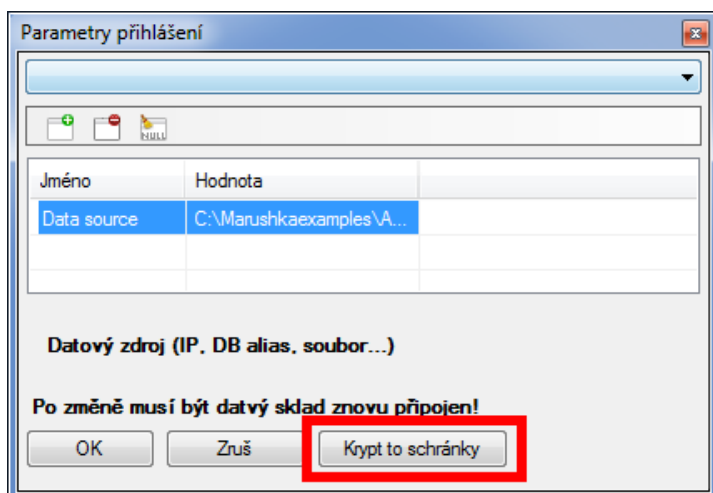 Parametry přihlášení
NULL
Jméno Hodnota
Data source C:\Marushkaexamples\A...
Datový zdroj (IP, DB alias, soubor...)
Po změně musí být datvý sklad znovu připojen!
OK Zruš Krypt to schránky